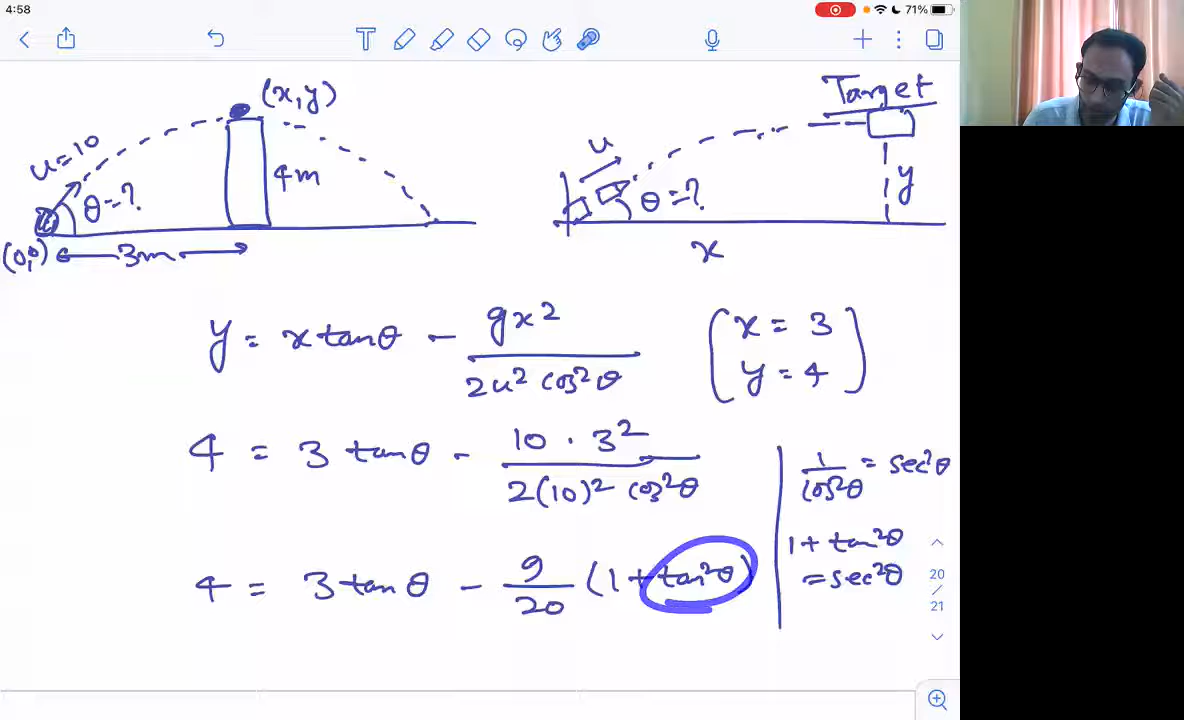 4:58
71%
T
(x,y)
Target
u=10
u
4m
θ=?
θ=?
y
(0,0)
3m
x
y = x tanθ - gx² / 2u² cos²θ
(x = 3
y = 4)
4 = 3 tanθ - 10 · 3² / 2(10)² cos²θ
1/cos²θ = sec²θ
1 + tan²θ
= sec²θ
4 = 3 tanθ - 9/20 (1 + tan²θ)
20
/
21